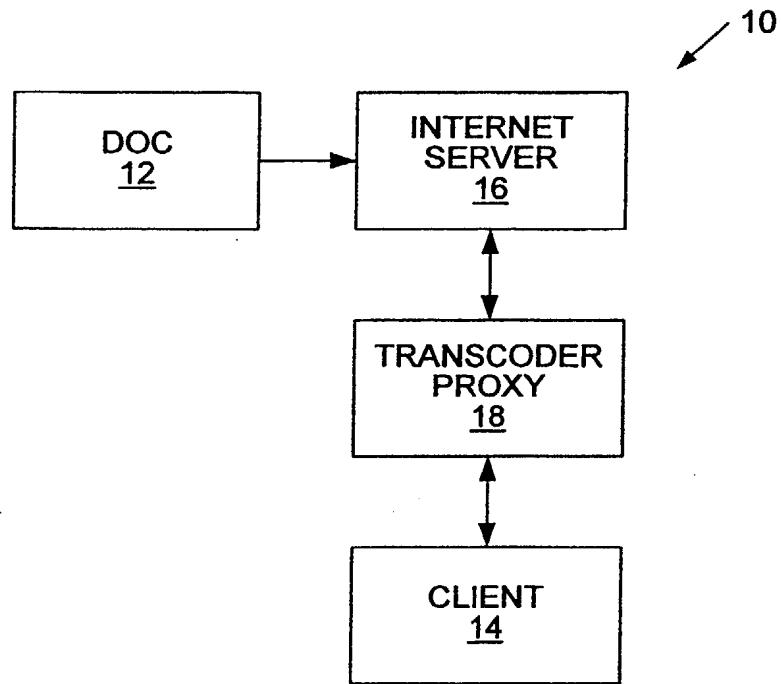 10
DOC
12
INTERNET
SERVER
16
TRANSCODER
PROXY
18
CLIENT
14